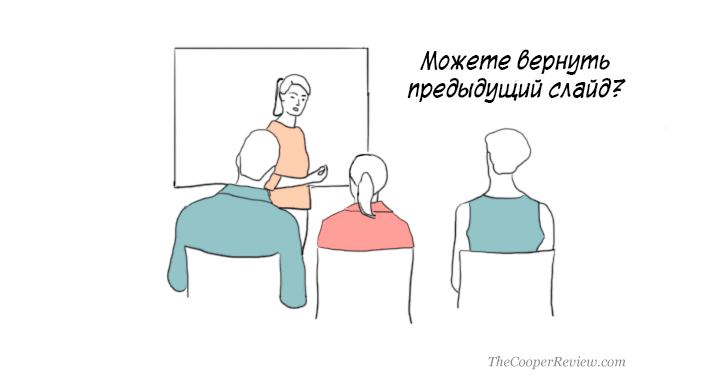 Можете вернуть
предыдущий слайд?
TheCooperReview.com